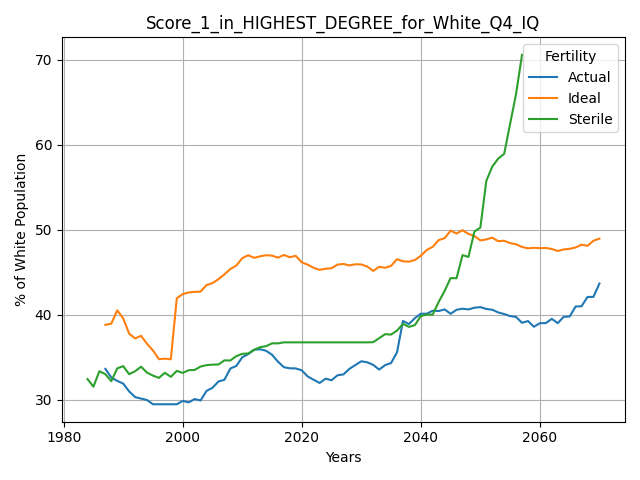 Score_1_in_HIGHEST_DEGREE_for_White_Q4_IQ
% of White Population
70
60
50
40
30
Fertility
Actual
Ideal
Sterile
1980
2000
2020
2040
2060
Years